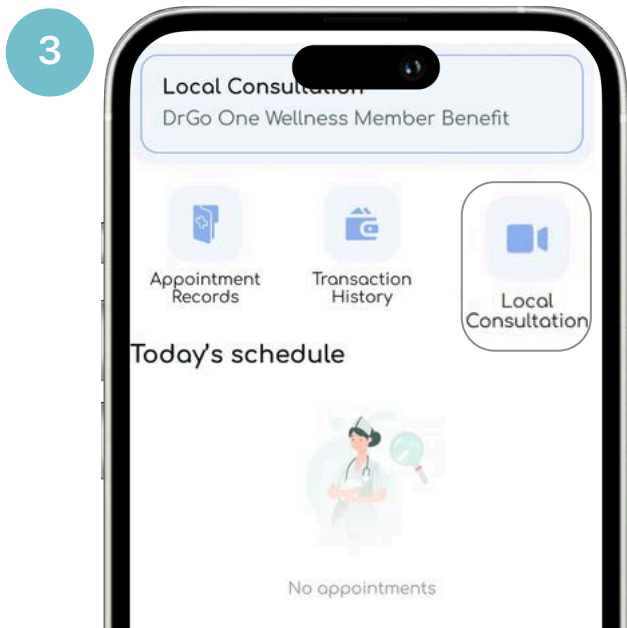 3
Local Consultation
DrGo One Wellness Member Benefit
Appointment
Records
Transaction
History
Local
Consultation
Today's schedule
No appointments